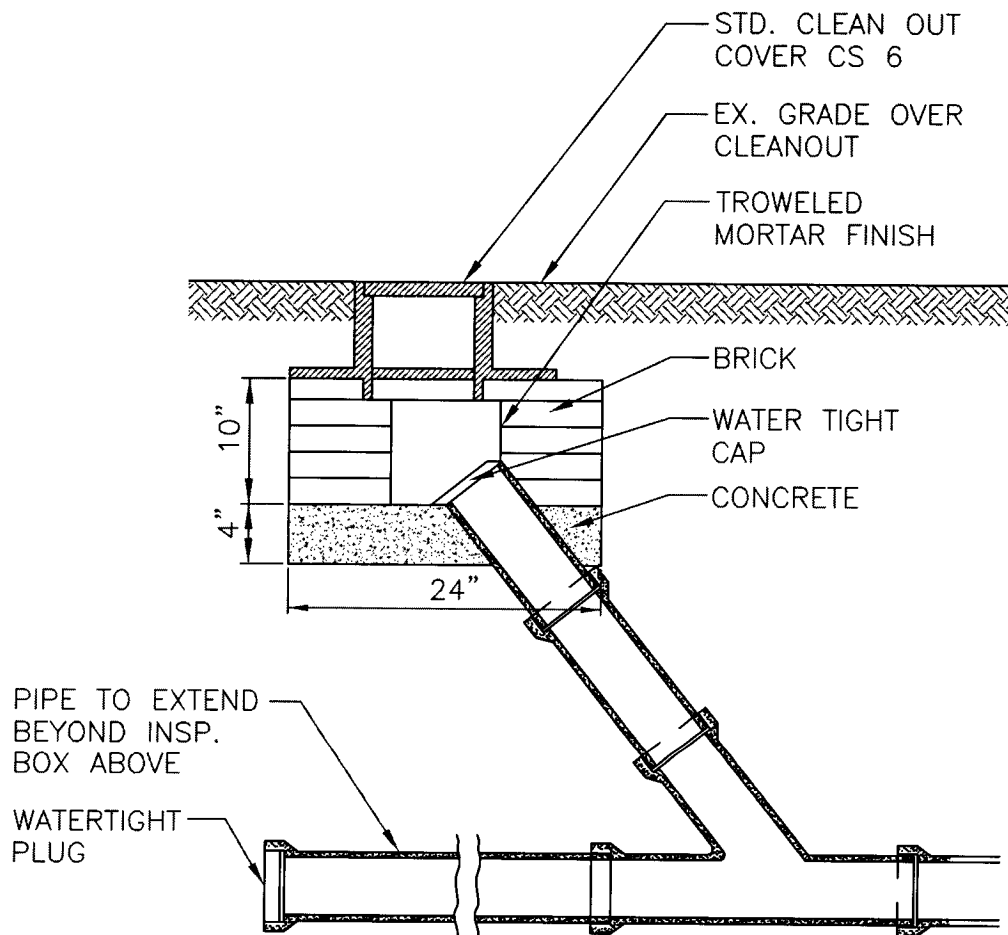 STD. CLEAN OUT
COVER CS 6
EX. GRADE OVER
CLEANOUT
TROWELED
MORTAR FINISH
BRICK
WATER TIGHT
CAP
CONCRETE
10”
4”
24”
PIPE TO EXTEND
BEYOND INSP.
BOX ABOVE
WATERTIGHT
PLUG